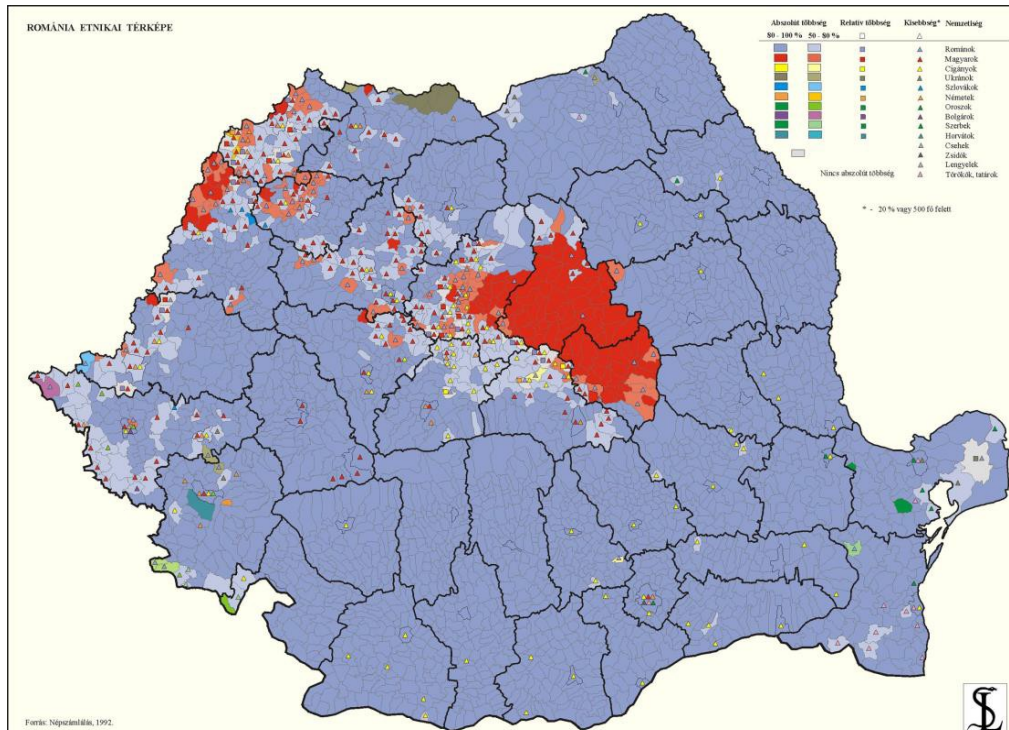 ROMÁNIA ETNIKAI TÉRKÉPE
Abszolút többség Relatív többség Kisebbség* Nemzetiség
80 - 100 % 50 - 80 %
Románok
Magyarok
Cigányok
Ukránok
Szlovákok
Németek
Oroszok
Bolgárok
Szerbek
Horvátok
Csehek
Zsidók
Lengyelek
Törökök, tatárok
Nincs abszolút többség
* - 20 % vagy 500 fő felett
Forrás: Népszámlálás, 1992.